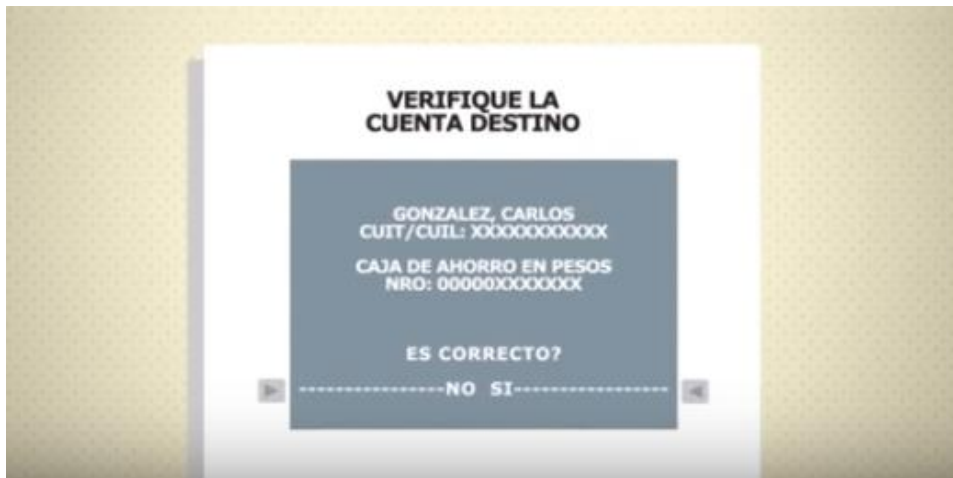 VERIFIQUE LA
CUENTA DESTINO
GONZALEZ, CARLOS
CUIT/CUIL: XXXXXXXXXXX
CAJA DE AHORRO EN PESOS
NRO: 00000XXXXXXX
ES CORRECTO?
----------------NO SI-----------------